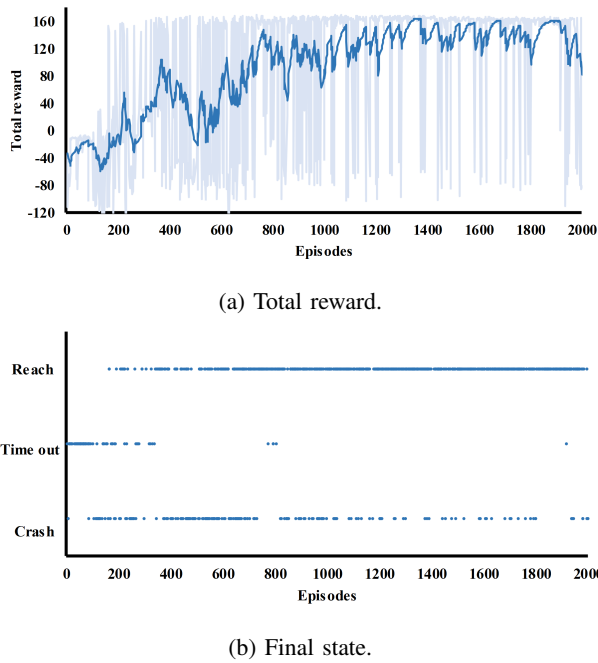 160
120
80
40
0
-40
-80
-120
Total reward
0 200 400 600 800 1000 1200 1400 1600 1800 2000
Episodes
(a) Total reward.
Reach
Time out
Crash
0 200 400 600 800 1000 1200 1400 1600 1800 2000
Episodes
(b) Final state.